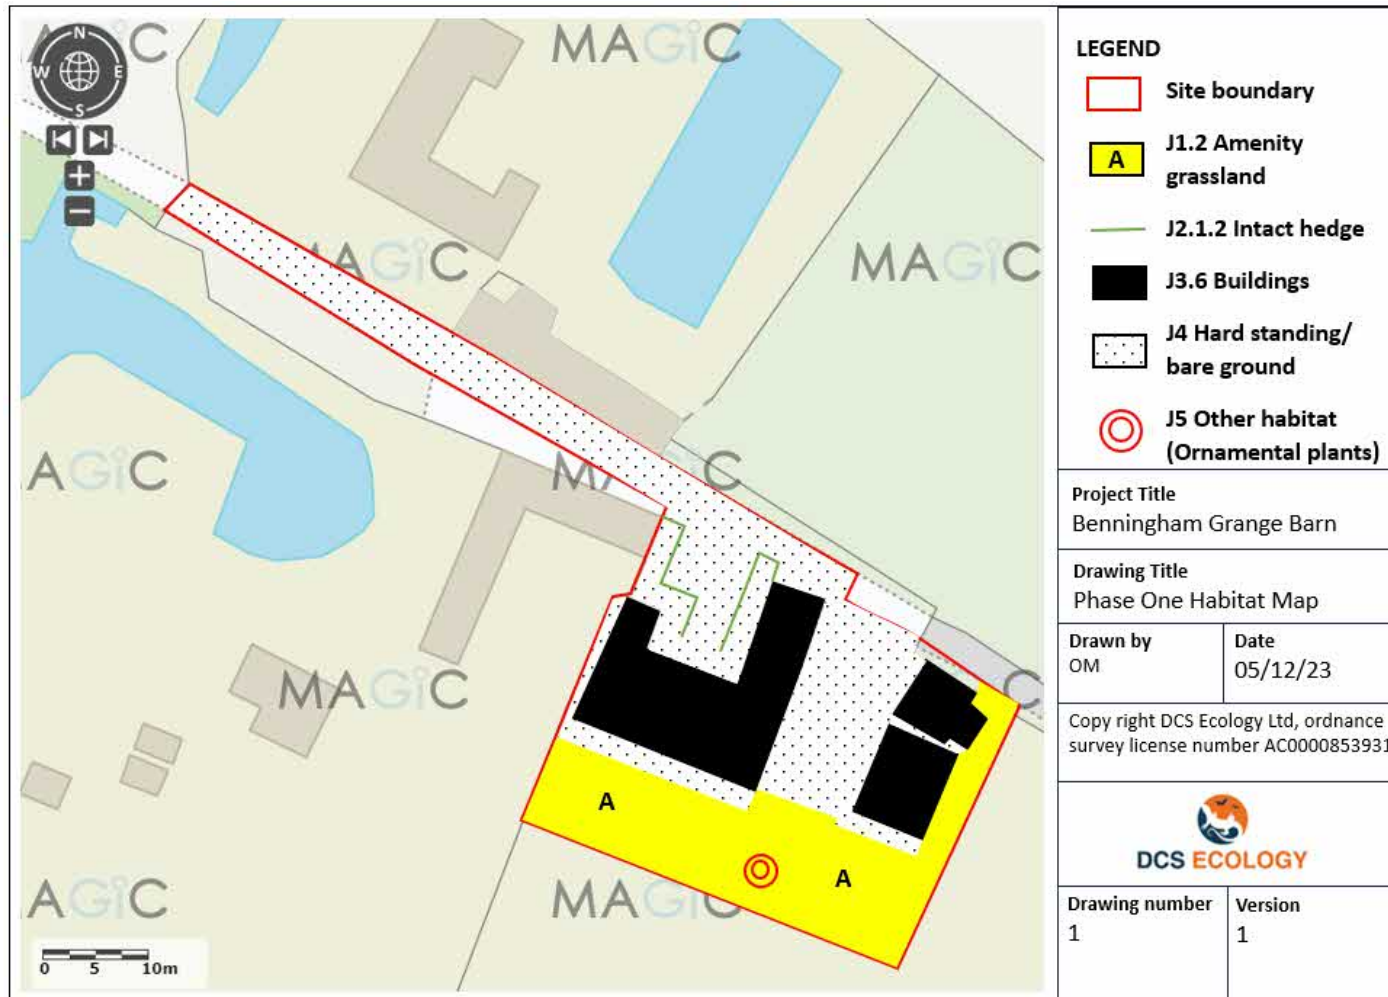 MAGiC
N
W
E
S
MAGiC
MAGiC
MAGiC
AGiC
MAGiC
MAGiC
C
AGiC
MAGiC
A
A
0 5 10m
LEGEND
Site boundary
A
J1.2 Amenity
grassland
J2.1.2 Intact hedge
J3.6 Buildings
J4 Hard standing/
bare ground
J5 Other habitat
(Ornamental plants)
Project Title
Benningham Grange Barn
Drawing Title
Phase One Habitat Map
Drawn by
OM
Date
05/12/23
Copy right DCS Ecology Ltd, ordnance
survey license number AC0000853931
DCS ECOLOGY
Drawing number
1
Version
1